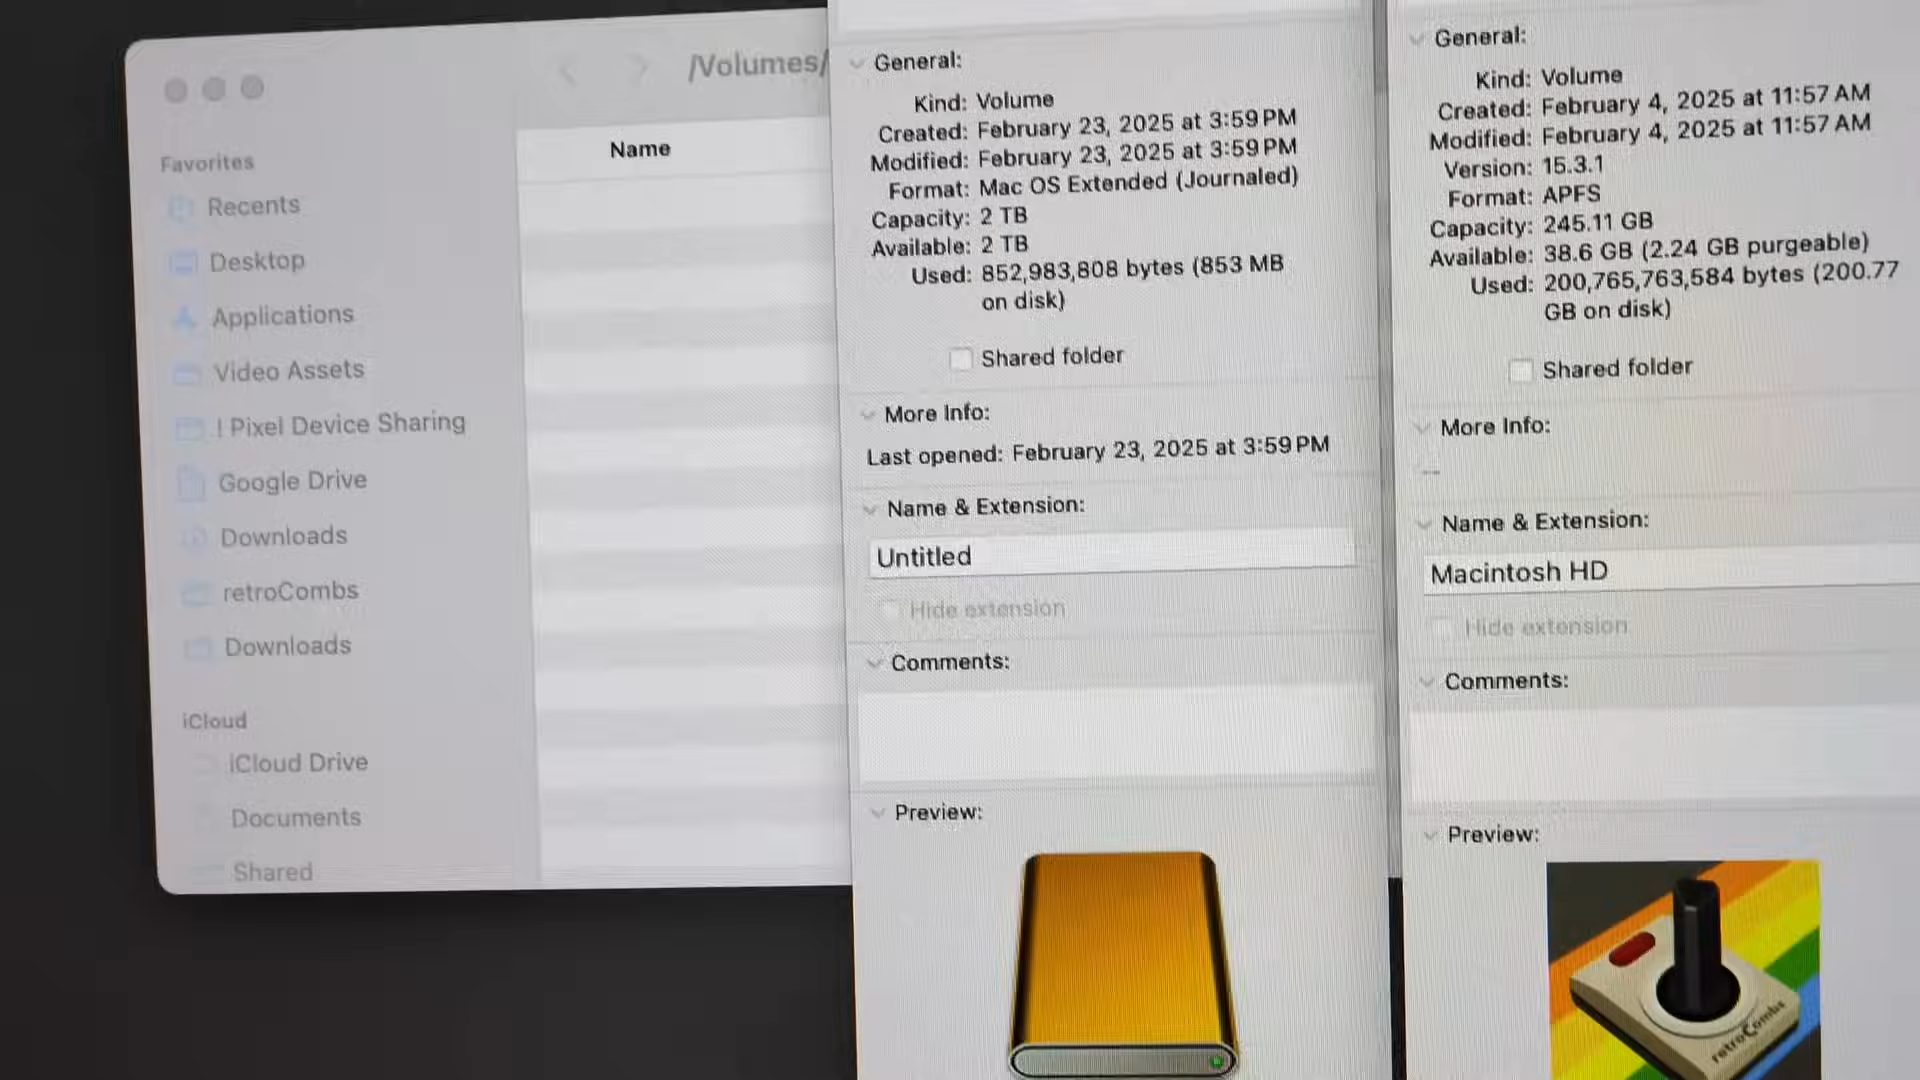 /Volumes/
Favorites
Recents
Desktop
Applications
Video Assets
! Pixel Device Sharing
Google Drive
Downloads
retroCombs
Downloads
iCloud
iCloud Drive
Documents
Shared
Name
General:
Kind: Volume
Created: February 23, 2025 at 3:59 PM
Modified: February 23, 2025 at 3:59 PM
Format: Mac OS Extended (Journaled)
Capacity: 2 TB
Available: 2 TB
Used: 852,983,808 bytes (853 MB
on disk)
Shared folder
More Info:
Last opened: February 23, 2025 at 3:59 PM
Name & Extension:
Untitled
Hide extension
Comments:
Preview:
General:
Kind: Volume
Created: February 4, 2025 at 11:57 AM
Modified: February 4, 2025 at 11:57 AM
Version: 15.3.1
Format: APFS
Capacity: 245.11 GB
Available: 38.6 GB (2.24 GB purgeable)
Used: 200,765,763,584 bytes (200.77
GB on disk)
Shared folder
More Info:
--
Name & Extension:
Macintosh HD
Hide extension
Comments:
Preview:
retroCombs